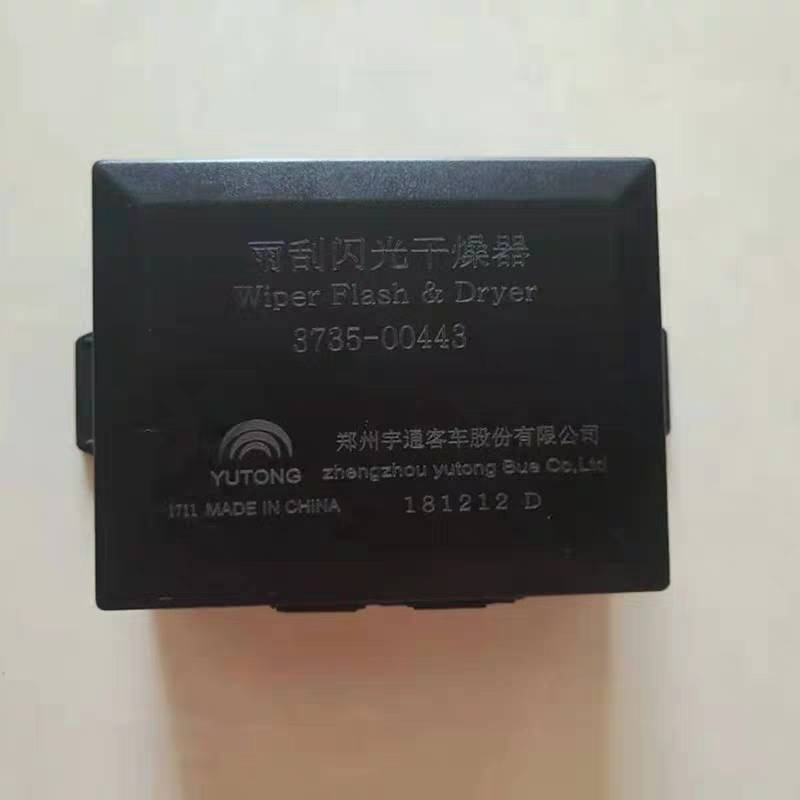 雨刮闪光干燥器
Wiper Flash & Dryer
3735-00443
YUTONG
郑州宇通客车股份有限公司
zhengzhou yutong Bue Co,Ltd
1711 MADE IN CHINA
181212 D